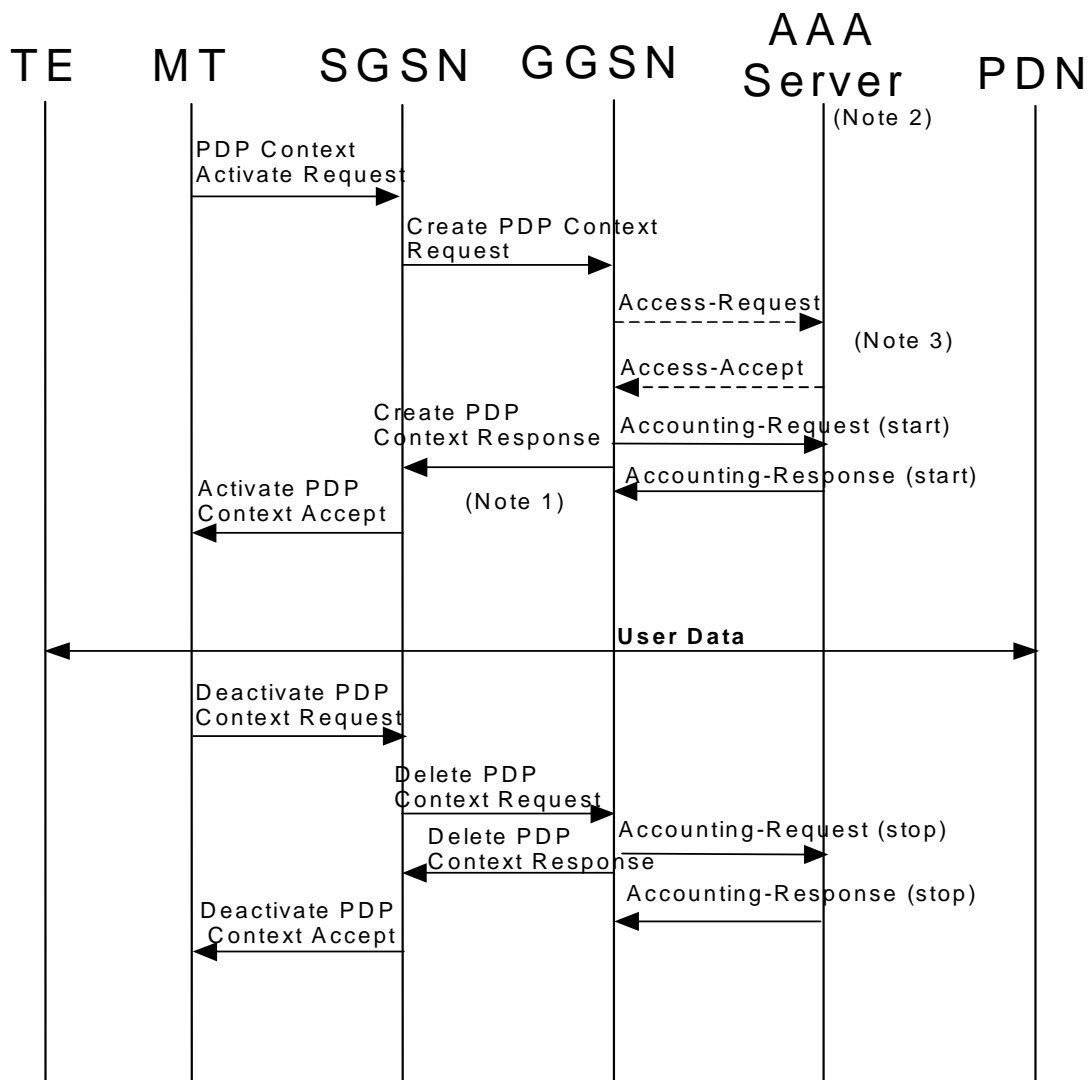 TE
MT
SGSN
GGSN
AAA
Server
PDN
(Note 2)
PDP Context
Activate Request
Create PDP Context
Request
Access-Request
(Note 3)
Access-Accept
Create PDP
Context Response
Accounting-Request (start)
Accounting-Response (start)
Activate PDP
Context Accept
(Note 1)
User Data
Deactivate PDP
Context Request
Delete PDP
Context Request
Accounting-Request (stop)
Delete PDP
Context Response
Accounting-Response (stop)
Deactivate PDP
Context Accept